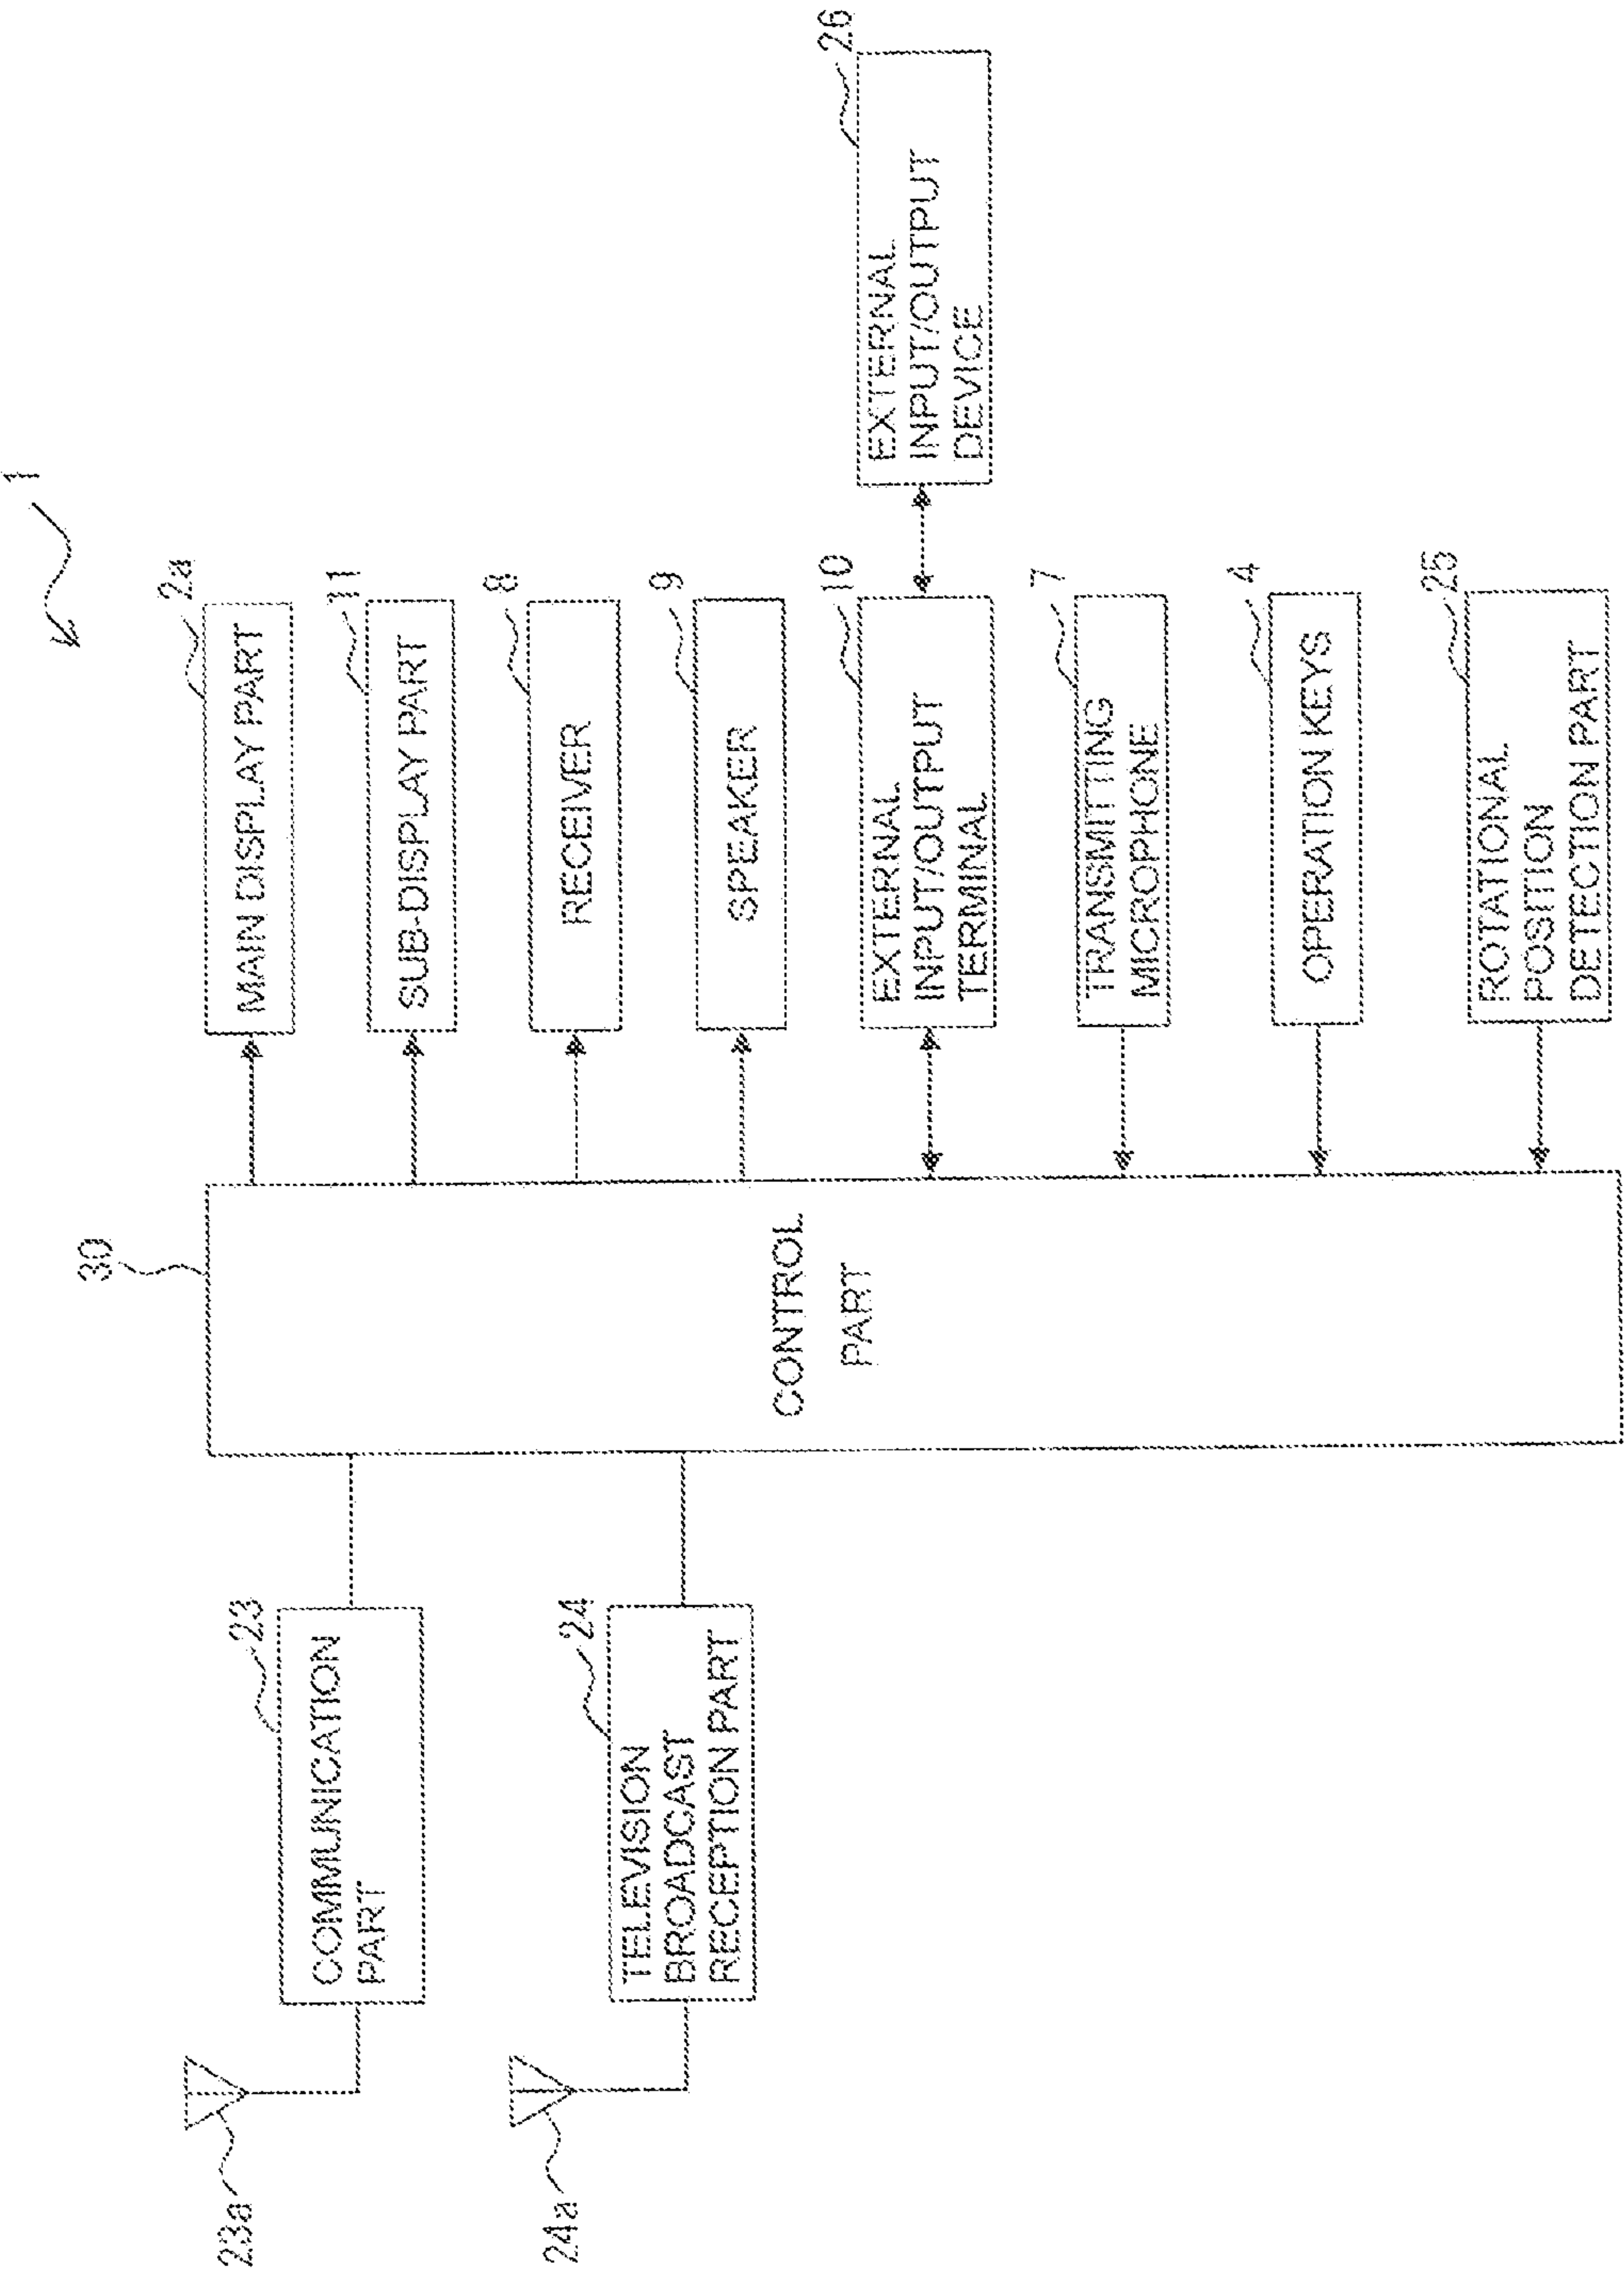 1
30
23a
23
COMMUNICATION
PART
24a
24
TELEVISION
BROADCAST
RECEPTION PART
CONTROL
PART
2a
MAIN DISPLAY PART
11
SUB-DISPLAY PART
8
RECEIVER
9
SPEAKER
10
EXTERNAL
INPUT/OUTPUT
TERMINAL
26
EXTERNAL
INPUT/OUTPUT
DEVICE
7
TRANSMITTING
MICROPHONE
4
OPERATION KEYS
25
ROTATIONAL
POSITION
DETECTION PART